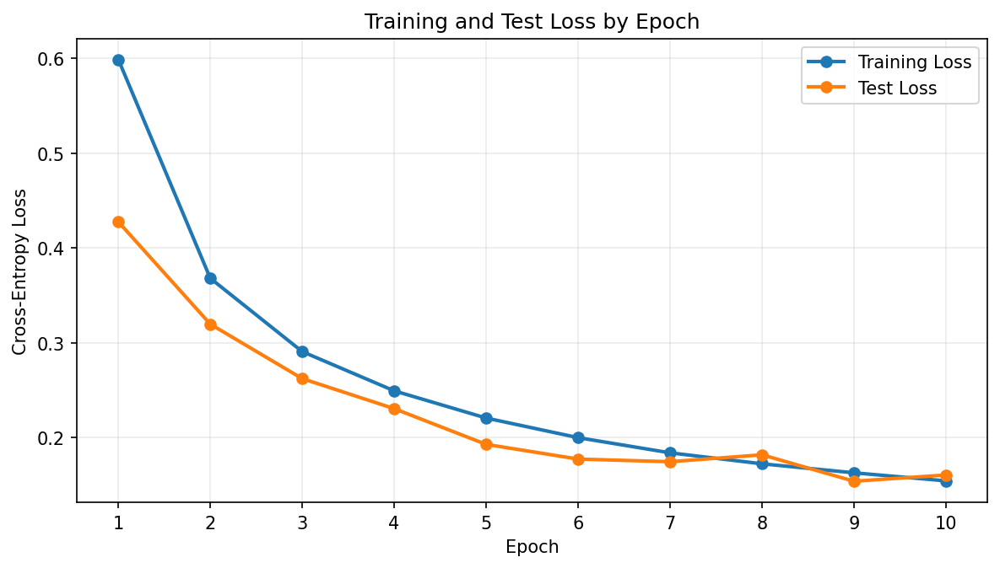 Training and Test Loss by Epoch
Training Loss
Test Loss
Cross-Entropy Loss
0.6
0.5
0.4
0.3
0.2
1 2 3 4 5 6 7 8 9 10
Epoch